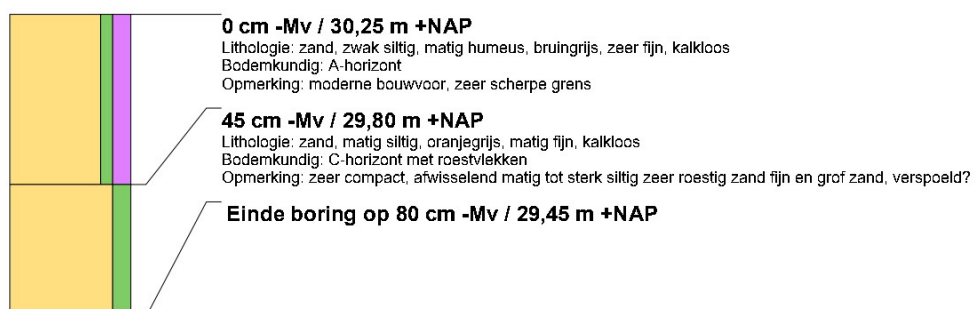 0 cm -Mv / 30,25 m +NAP
Lithologie: zand, zwak siltig, matig humeus, bruingrijs, zeer fijn, kalkloos
Bodemkundig: A-horizont
Opmerking: moderne bouwvoor, zeer scherpe grens
45 cm -Mv / 29,80 m +NAP
Lithologie: zand, matig siltig, oranjegrijs, matig fijn, kalkloos
Bodemkundig: C-horizont met roestvlekken
Opmerking: zeer compact, afwisselend matig tot sterk siltig zeer roestig zand fijn en grof zand, verspoeld?
Einde boring op 80 cm -Mv / 29,45 m +NAP